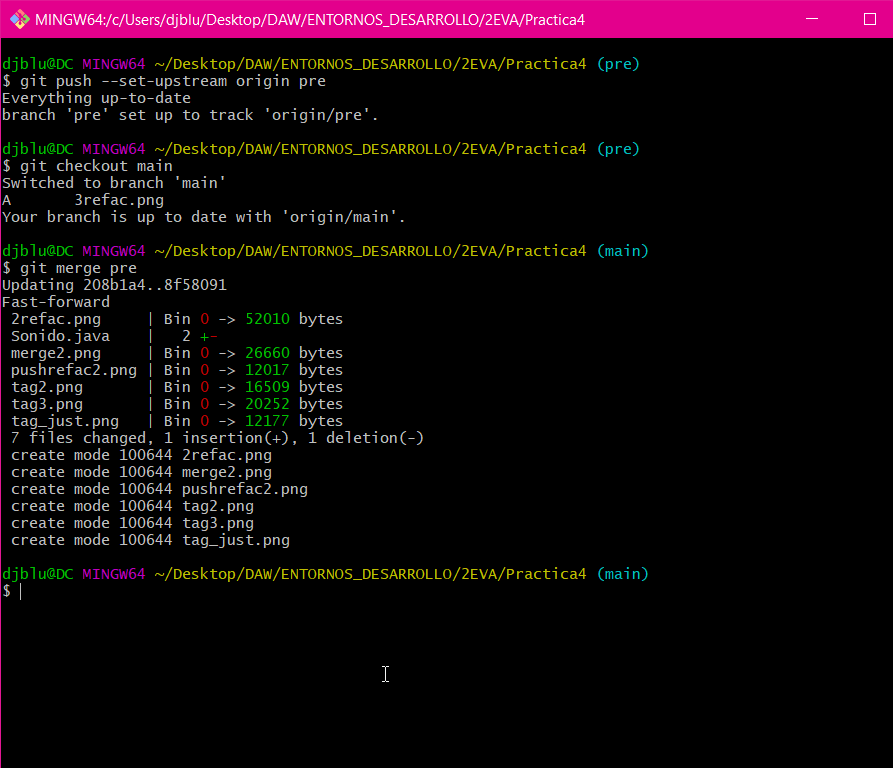 MINGW64:/c/Users/djblu/Desktop/DAW/ENTORNOS_DESARROLLO/2EVA/Practica4
djblu@DC MINGW64 ~/Desktop/DAW/ENTORNOS_DESARROLLO/2EVA/Practica4 (pre)
$ git push --set-upstream origin pre
Everything up-to-date
branch 'pre' set up to track 'origin/pre'.
djblu@DC MINGW64 ~/Desktop/DAW/ENTORNOS_DESARROLLO/2EVA/Practica4 (pre)
$ git checkout main
Switched to branch 'main'
A       3refac.png
Your branch is up to date with 'origin/main'.
djblu@DC MINGW64 ~/Desktop/DAW/ENTORNOS_DESARROLLO/2EVA/Practica4 (main)
$ git merge pre
Updating 208b1a4..8f58091
Fast-forward
 2refac.png     | Bin 0 -> 52010 bytes
 Sonido.java    |   2 +-
 merge2.png     | Bin 0 -> 26660 bytes
 pushrefac2.png | Bin 0 -> 12017 bytes
 tag2.png       | Bin 0 -> 16509 bytes
 tag3.png       | Bin 0 -> 20252 bytes
 tag_just.png   | Bin 0 -> 12177 bytes
 7 files changed, 1 insertion(+), 1 deletion(-)
 create mode 100644 2refac.png
 create mode 100644 merge2.png
 create mode 100644 pushrefac2.png
 create mode 100644 tag2.png
 create mode 100644 tag3.png
 create mode 100644 tag_just.png
djblu@DC MINGW64 ~/Desktop/DAW/ENTORNOS_DESARROLLO/2EVA/Practica4 (main)
$